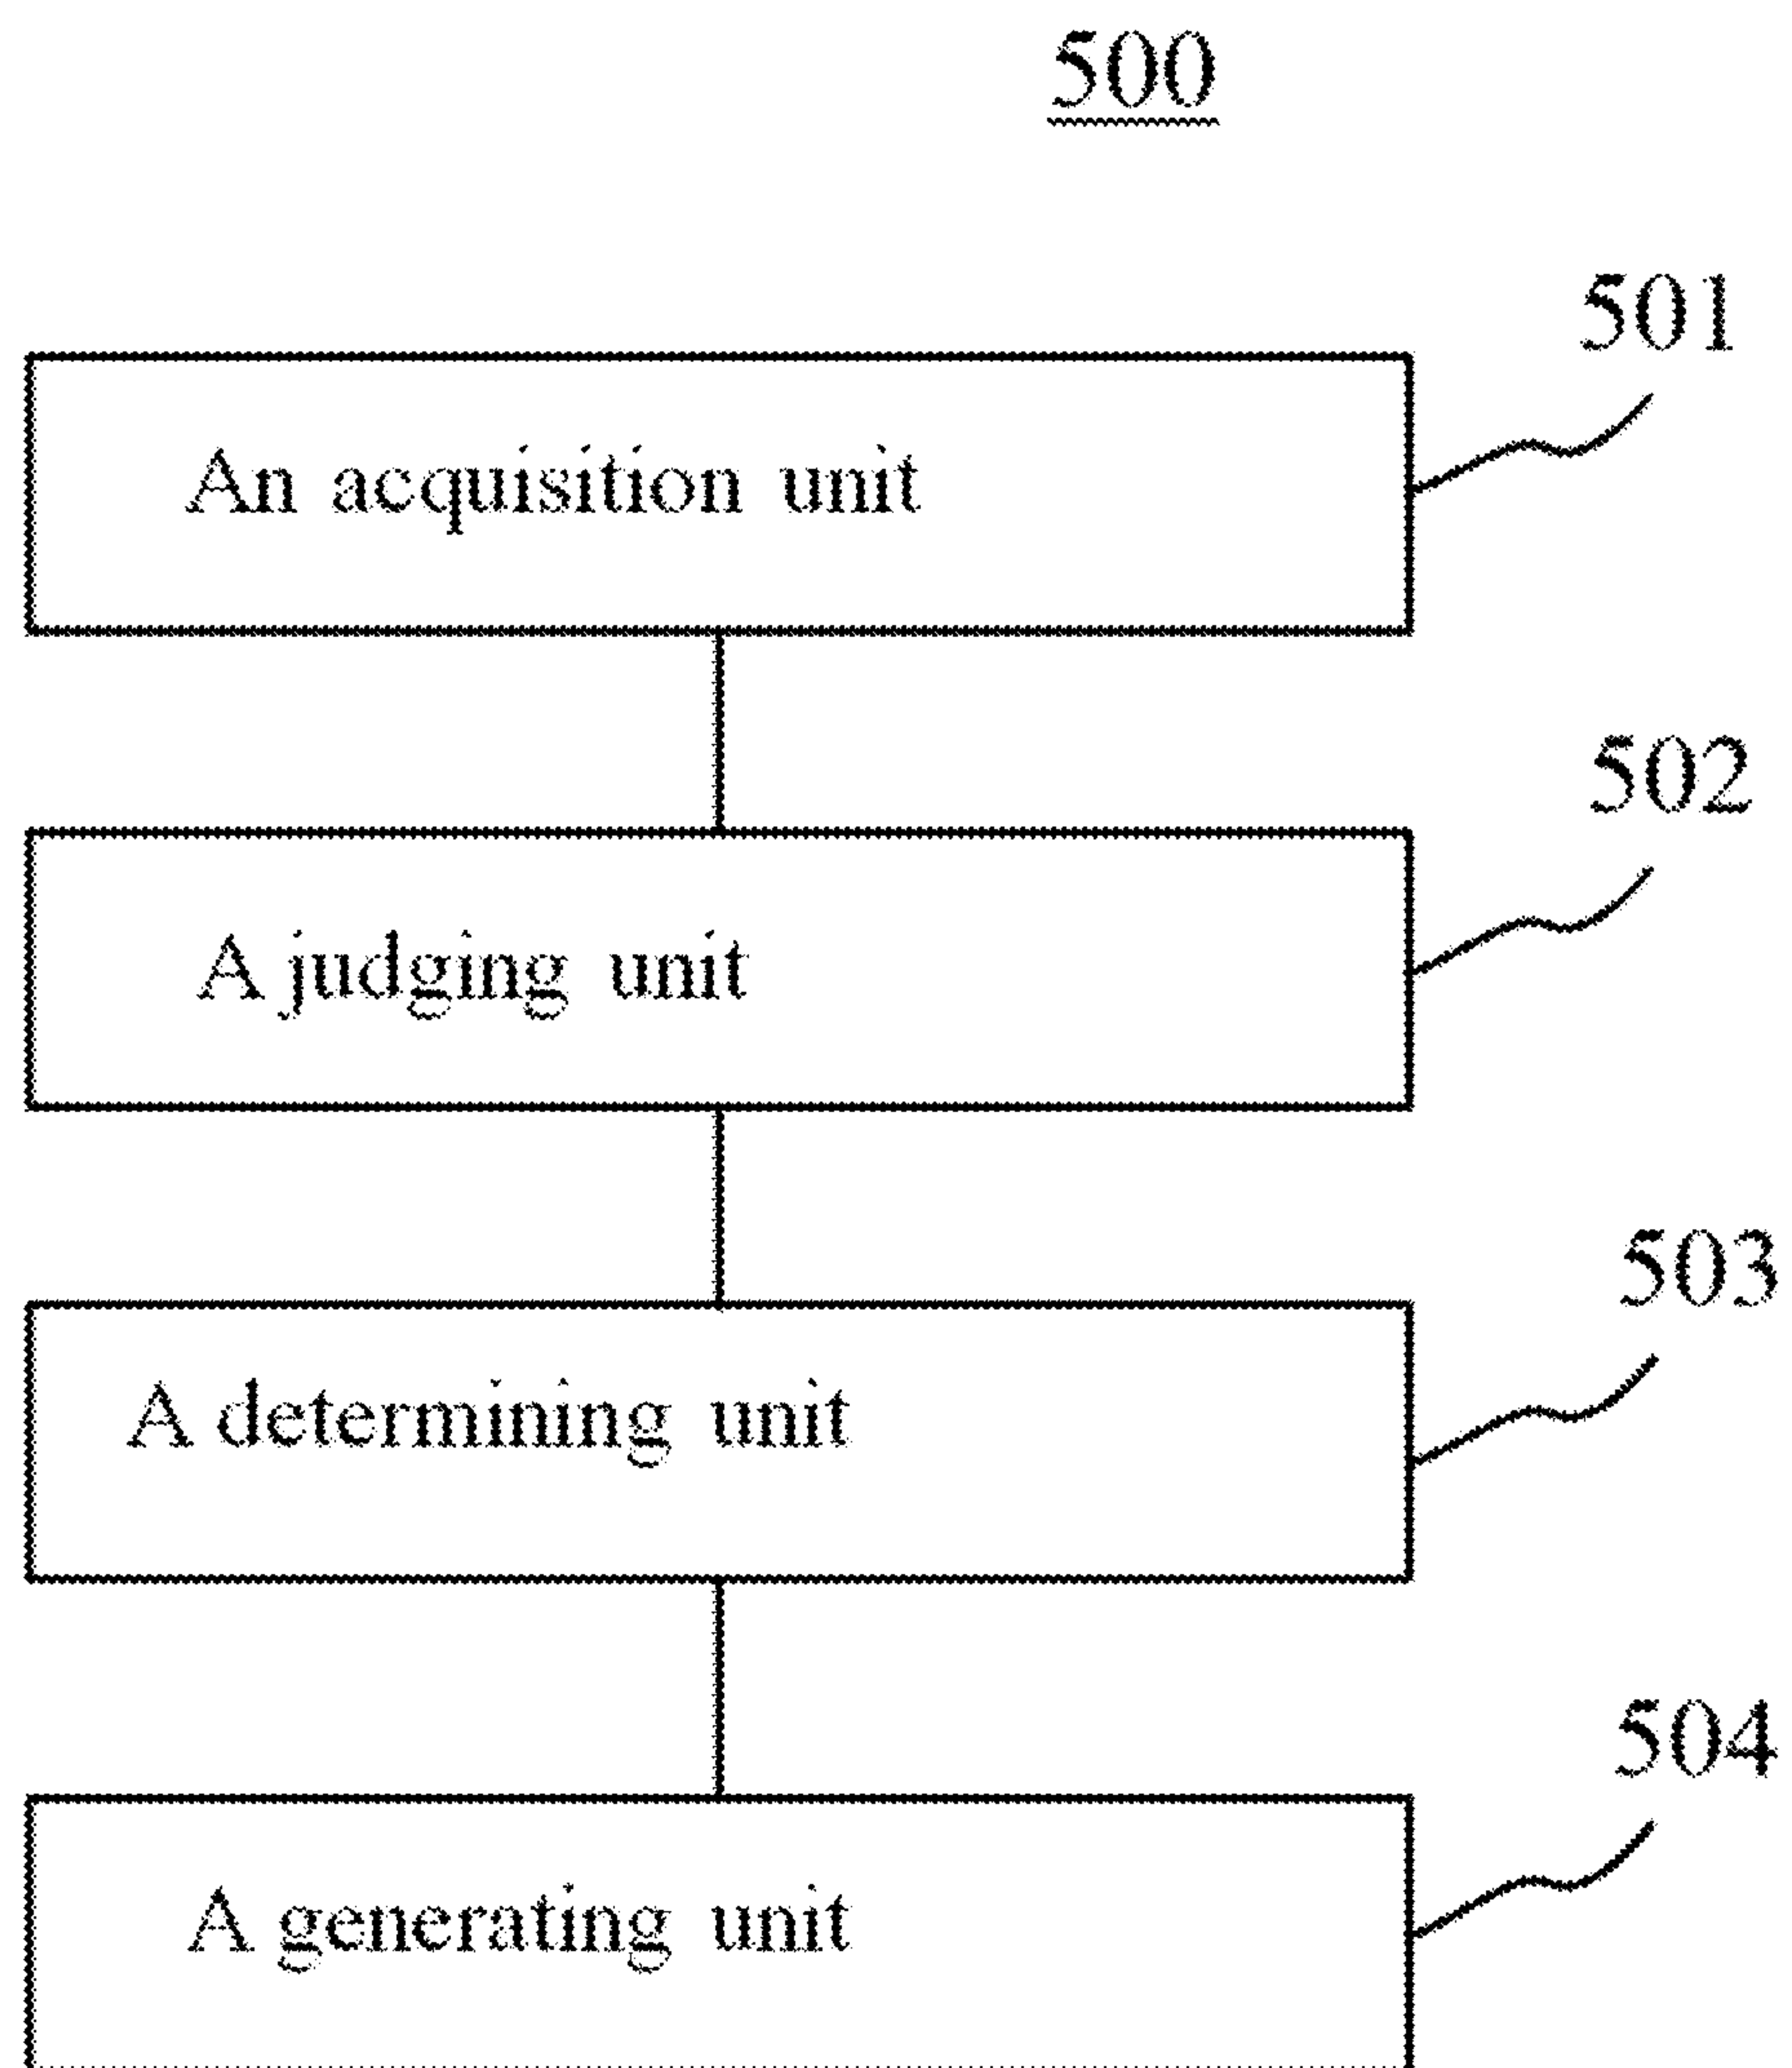 500
501
An acquisition unit
502
A judging unit
503
A determining unit
504
A generating unit